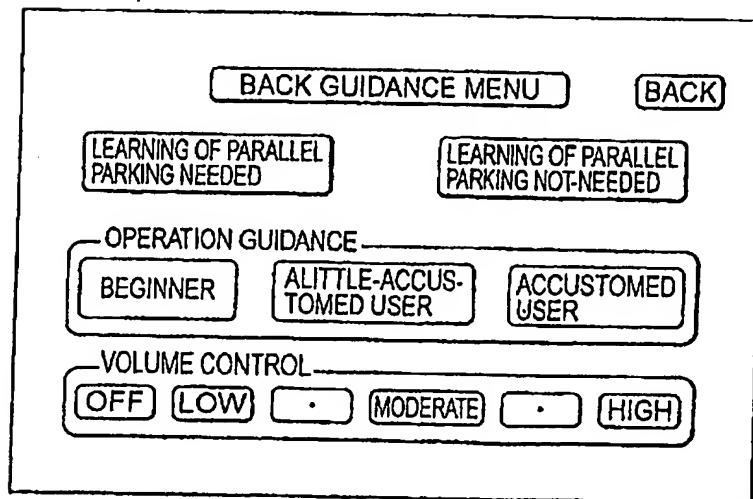 BACK GUIDANCE MENU BACK
LEARNING OF PARALLEL
PARKING NEEDED
LEARNING OF PARALLEL
PARKING NOT-NEEDED
OPERATION GUIDANCE
BEGINNER
ALITTLE-ACCUS-
TOMED USER
ACCUSTOMED
USER
VOLUME CONTROL
OFF LOW · MODERATE · HIGH